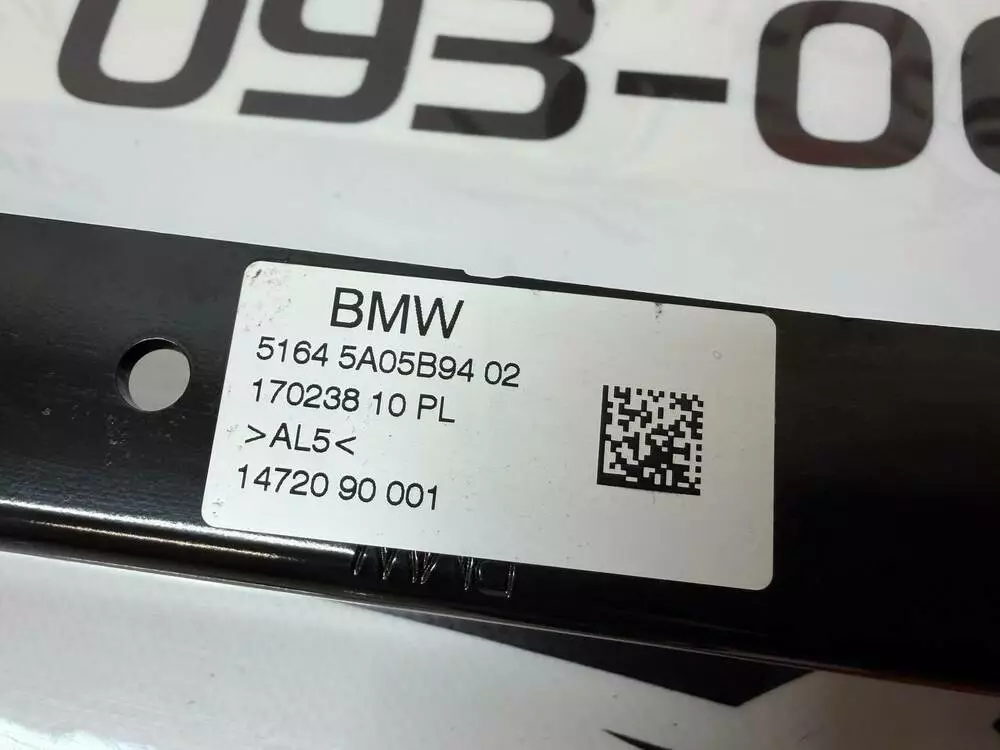 093-0
BMW
5164 5A05B94 02
170238 10 PL
>AL5<
14720 90 001